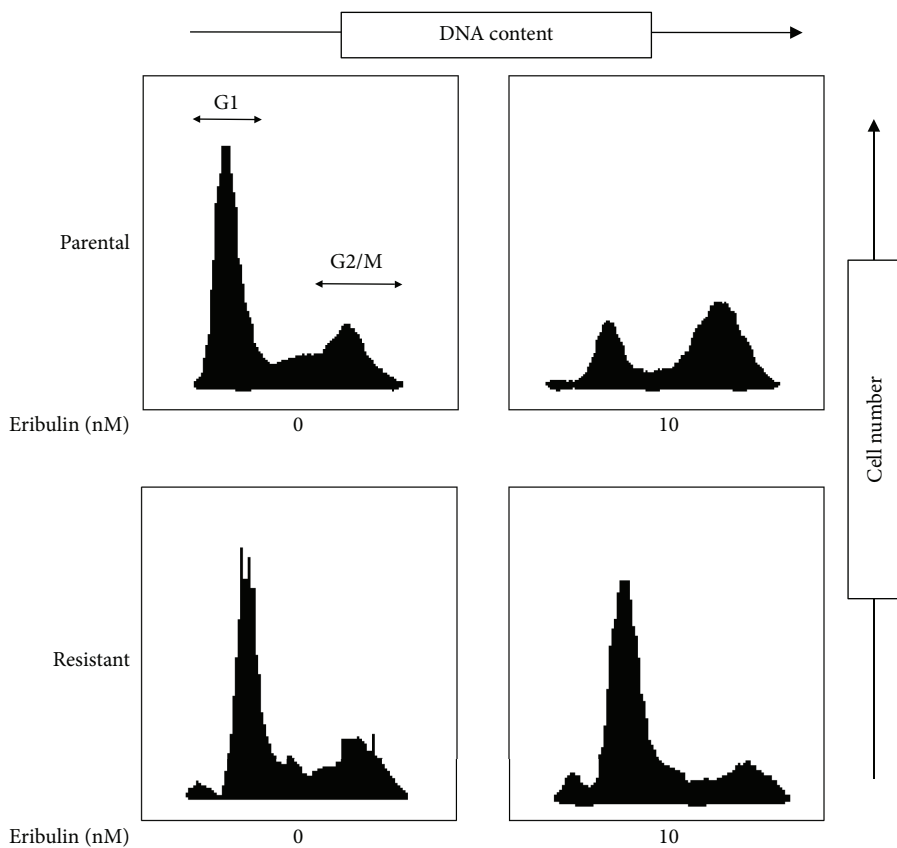 DNA content
G1
G2/M
Parental
Eribulin (nM)
0
10
Cell number
Resistant
Eribulin (nM)
0
10